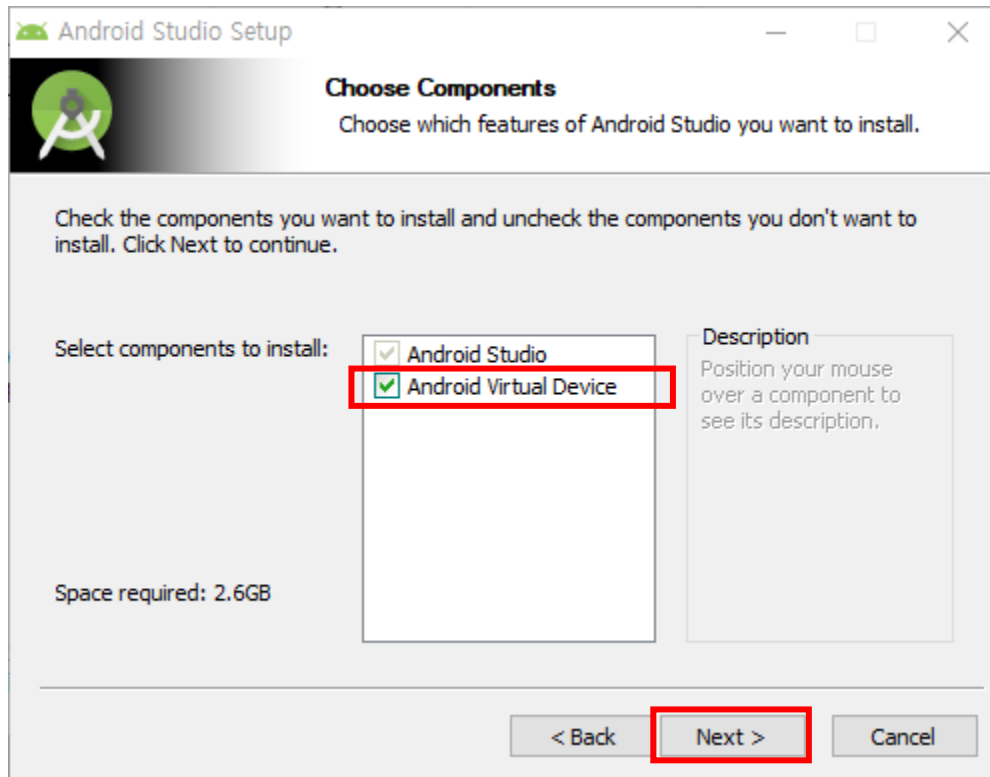 Android Studio Setup
Choose Components
Choose which features of Android Studio you want to install.
Check the components you want to install and uncheck the components you don't want to
install. Click Next to continue.
Select components to install:
Android Studio
Android Virtual Device
Description
Position your mouse
over a component to
see its description.
Space required: 2.6GB
< Back
Next >
Cancel